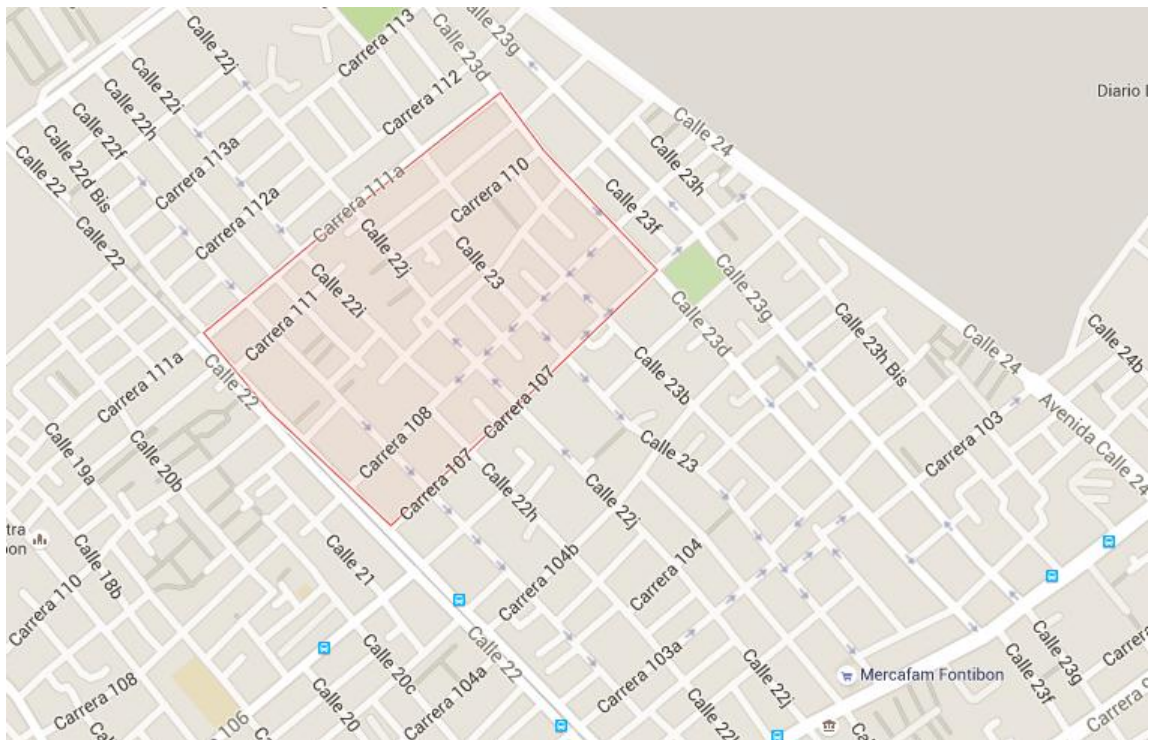 Carrera 113
Calle 23g
Calle 23d
Calle 22j
Calle 22i
Calle 22h
Calle 22f
Calle 22d Bis
Calle 22
Carrera 112
Diario
Calle 24
Carrera 113a
Calle 23h
Carrera 110
Carrera 111a
Calle 23f
Carrera 112a
Calle 22
Calle 22j
Calle 23
Calle 22i
Calle 23g
Carrera 111
Calle 23d
Calle 23h Bis
Calle 24
Calle 24b
Carrera 111a
Calle 22
Calle 23b
Carrera 107
Avenida Calle 24
Carrera 108
Calle 23
Carrera 103
Calle 19a
Calle 20b
Carrera 107
Calle 22h
Calle 22j
tra
bon
Calle 18b
Calle 21
Carrera 104b
Carrera 104
Carrera 110
Calle 22
Carrera 103a
Mercafam Fontibon
Calle 23g
Calle 23f
Carrera
Calle 20c
Calle 22j
Carrera 108
Calle 20
Carrera 104a
106
Carrera